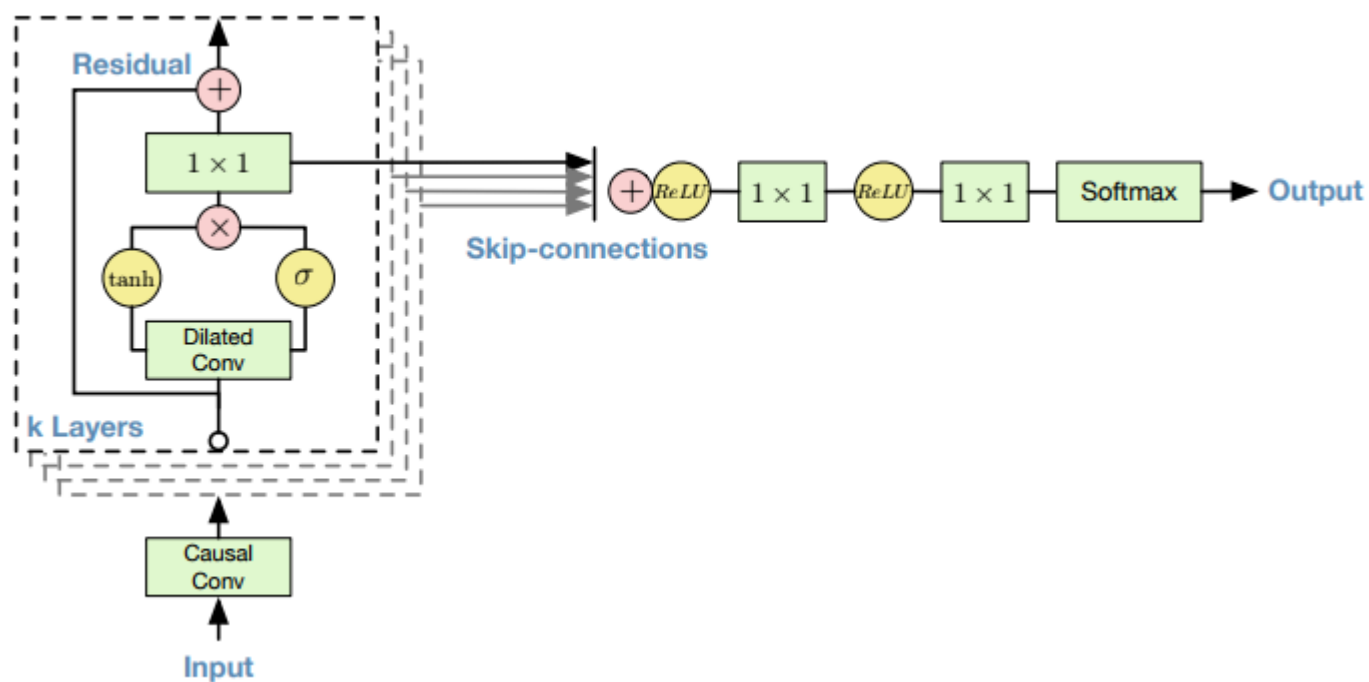 Residual
+
1 × 1
×
tanh
σ
Dilated
Conv
k Layers
Causal
Conv
Input
+
ReLU
1 × 1
ReLU
1 × 1
Softmax
Output
Skip-connections